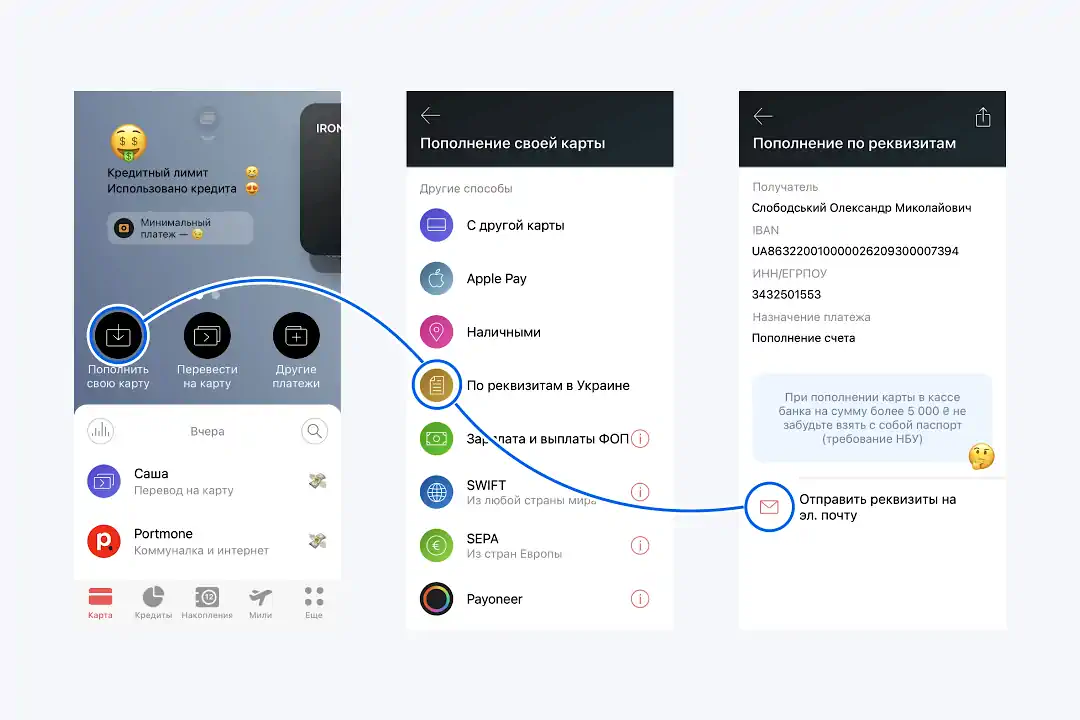 IRON
Кредитный лимит
Использовано кредита
Минимальный
платеж —
Пополнить
свою карту
Перевести
на карту
Другие
платежи
Вчера
Саша
Перевод на карту
Portmone
Коммуналка и интернет
Карта
Кредиты
12
Накопления
Мили
Еще
Пополнение своей карты
Другие способы
С другой карты
Apple Pay
Наличными
По реквизитам в Украине
Зарплата и выплаты ФОП
SWIFT
Из любой страны мира
SEPA
Из стран Европы
Payoneer
Пополнение по реквизитам
Получатель
Слободський Олександр Миколайович
IBAN
UA863220010000026209300007394
ИНН/ЕГРПОУ
3432501553
Назначение платежа
Пополнение счета
При пополнении карты в кассе
банка на сумму более 5 000 ₴ не
забудьте взять с собой паспорт
(требование НБУ)
Отправить реквизиты на
эл. почту